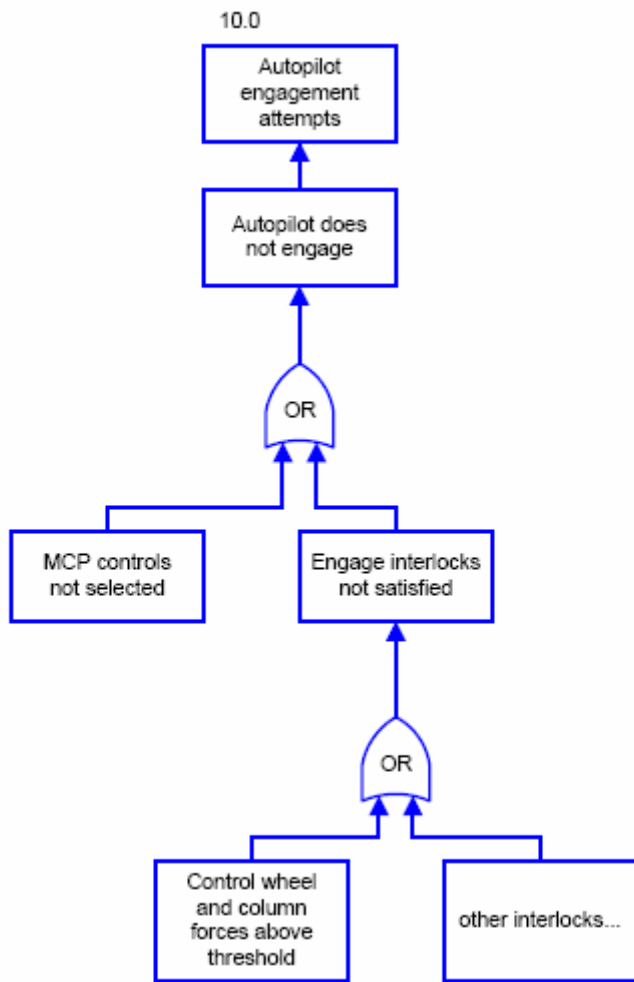 10.0
Autopilot
engagement
attempts
Autopilot does
not engage
OR
MCP controls
not selected
Engage interlocks
not satisfied
OR
Control wheel
and column
forces above
threshold
other interlocks...